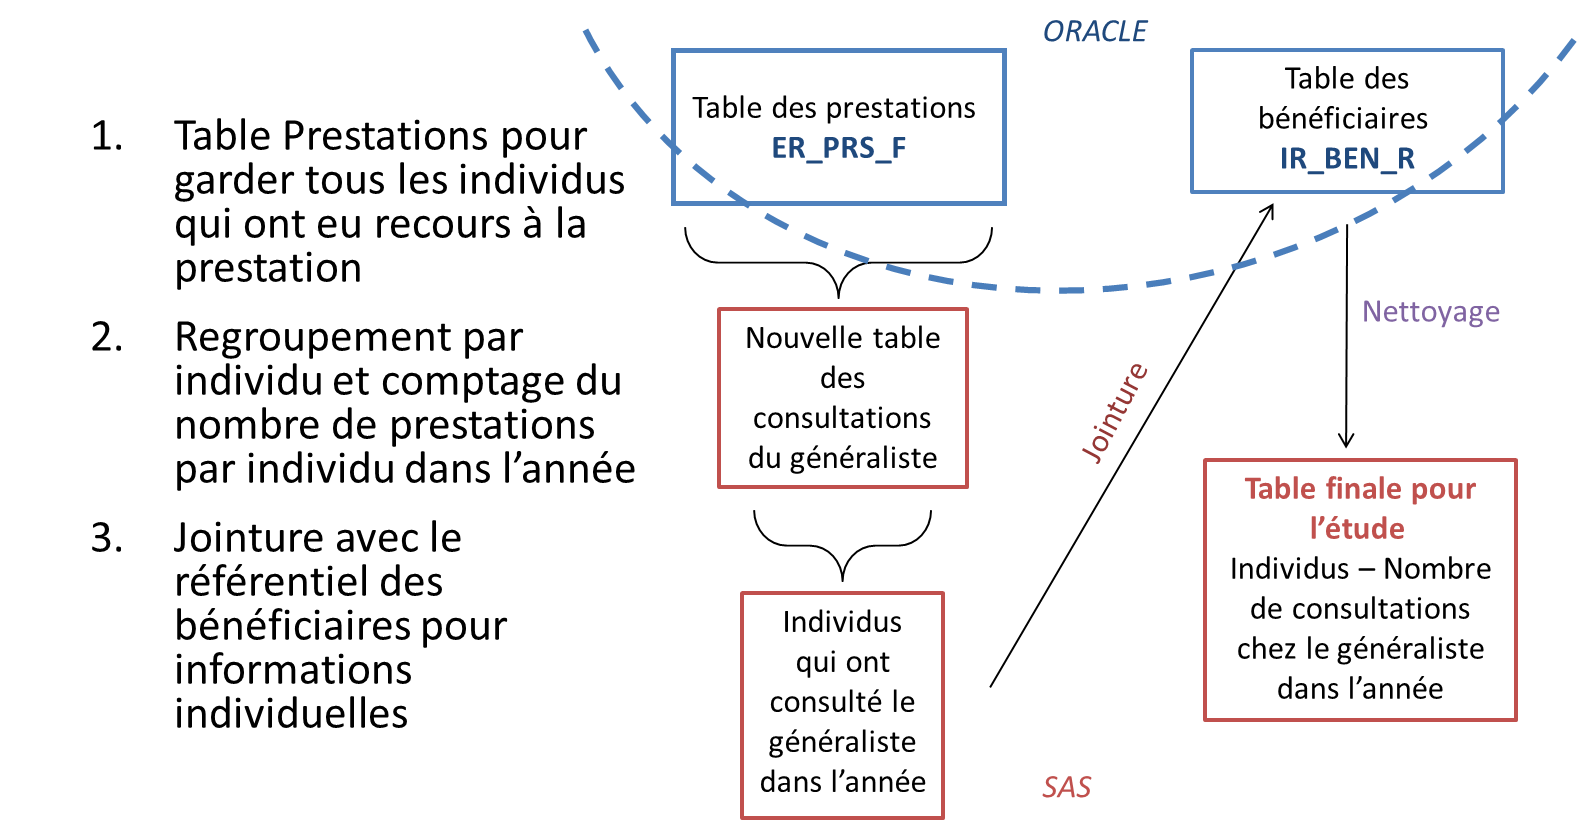 1. Table Prestations pour
garder tous les individus
qui ont eu recours à la
prestation
2. Regroupement par
individu et comptage du
nombre de prestations
par individu dans l’année
3. Jointure avec le
référentiel des
bénéficiaires pour
informations
individuelles
ORACLE
Table des prestations
ER_PRS_F
Table des
bénéficiaires
IR_BEN_R
Nouvelle table
des
consultations
du généraliste
Individus
qui ont
consulté le
généraliste
dans l’année
Jointure
Nettoyage
Table finale pour
l’étude
Individus – Nombre
de consultations
chez le généraliste
dans l’année
SAS